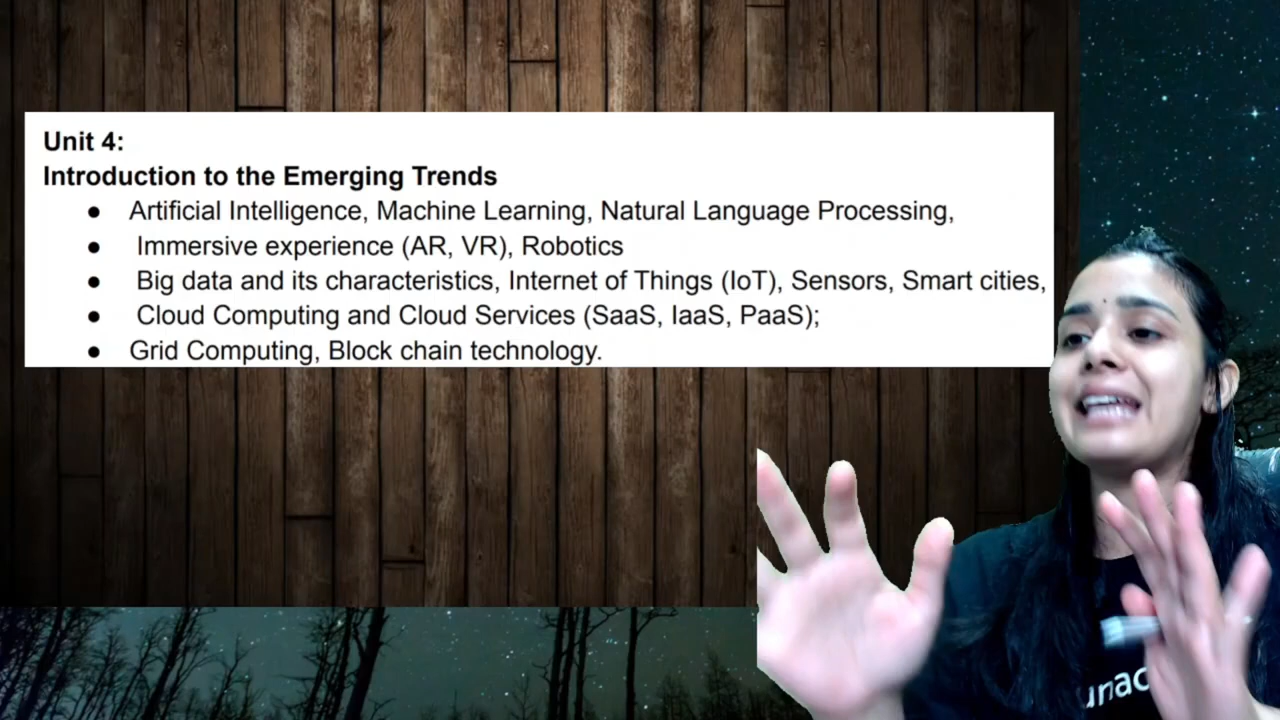 Unit 4:
Introduction to the Emerging Trends
● Artificial Intelligence, Machine Learning, Natural Language Processing,
● Immersive experience (AR, VR), Robotics
● Big data and its characteristics, Internet of Things (IoT), Sensors, Smart cities,
● Cloud Computing and Cloud Services (SaaS, IaaS, PaaS);
● Grid Computing, Block chain technology.